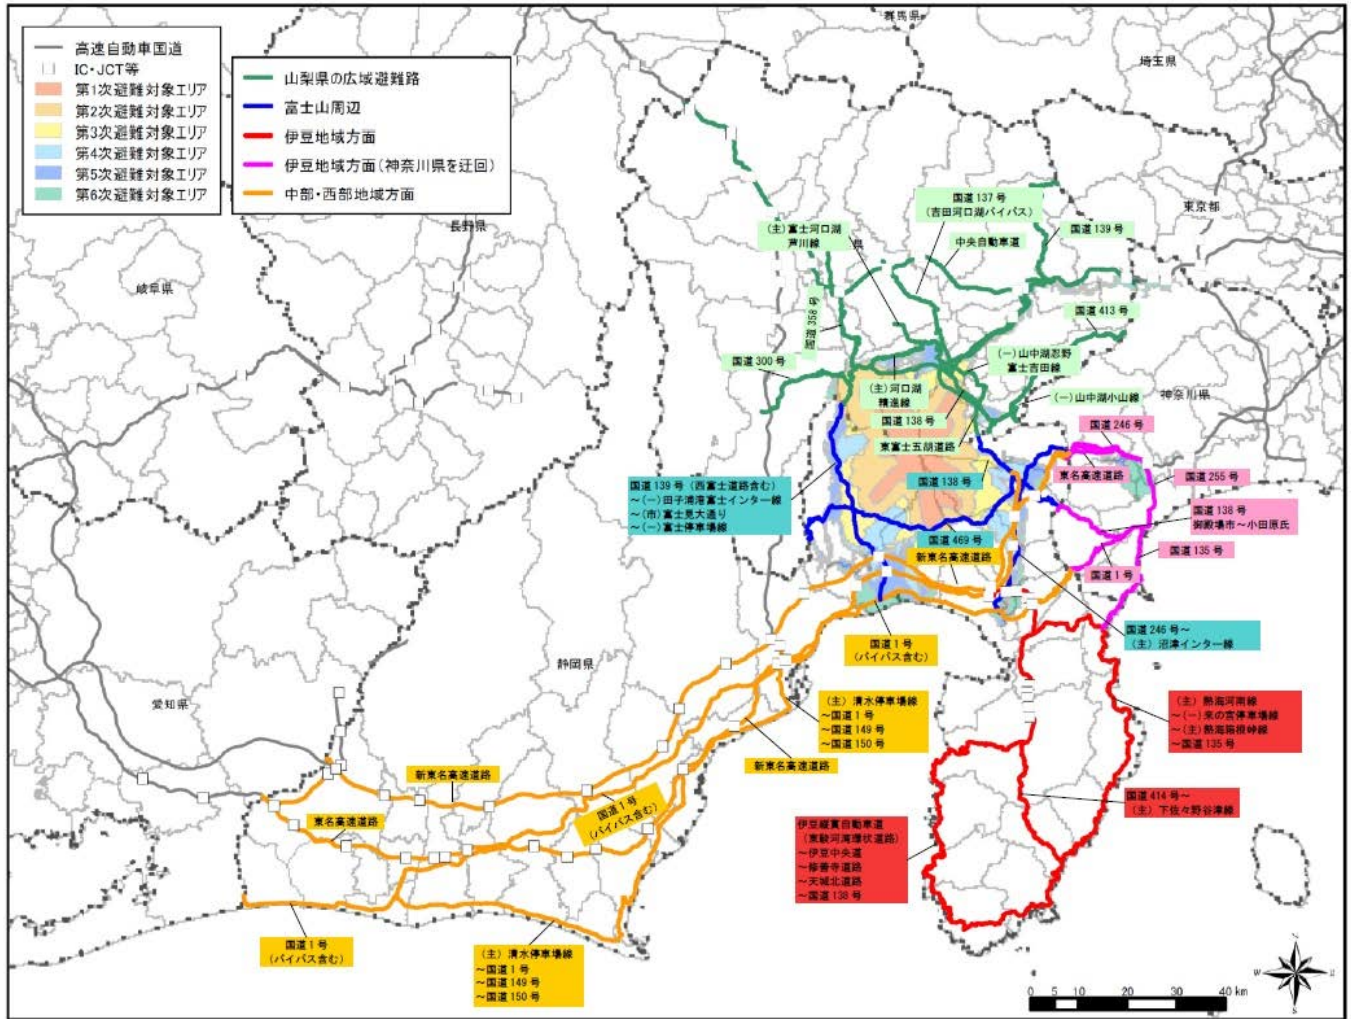 高速自動車国道
IC・JCT等
第1次避難対象エリア
第2次避難対象エリア
第3次避難対象エリア
第4次避難対象エリア
第5次避難対象エリア
第6次避難対象エリア
山梨県の広域避難路
富士山周辺
伊豆地域方面
伊豆地域方面(神奈川県を迂回)
中部・西部地域方面
群馬県
埼玉県
長野県
岐阜県
東京都
神奈川県
静岡県
愛知県
県
国道137号
(吉田河口湖バイパス)
(主)富士河口湖
芦川線
中央自動車道
国道139号
国道358号
国道413号
国道300号
(一)山中湖忍野
富士吉田線
(主)河口湖
精進線
(一)山中湖小山線
国道138号
東富士五湖道路
国道246号
東名高速道路
国道255号
国道139号(西富士道路含む)
~(一)田子浦港富士インター線
~(市)富士見大通り
~(一)富士停車場線
国道138号
国道138号
御殿場市~小田原氏
国道469号
新東名高速道路
国道135号
国道1号
国道246号~
(主)沼津インター線
国道1号
(バイパス含む)
(主)清水停車場線
~国道1号
~国道149号
~国道150号
(主)熱海函南線
~(一)来の宮停車場線
~(主)熱海箱根峠線
~国道135号
新東名高速道路
新東名高速道路
国道1号
(バイパス含む)
東名高速道路
国道414号~
(主)下佐々野谷津線
伊豆縦貫自動車道
(東駿河湾環状道路)
~伊豆中央道
~修善寺道路
~天城北道路
~国道138号
国道1号
(バイパス含む)
(主)清水停車場線
~国道1号
~国道149号
~国道150号
N
W
E
S
0 5 10 20 30 40 km